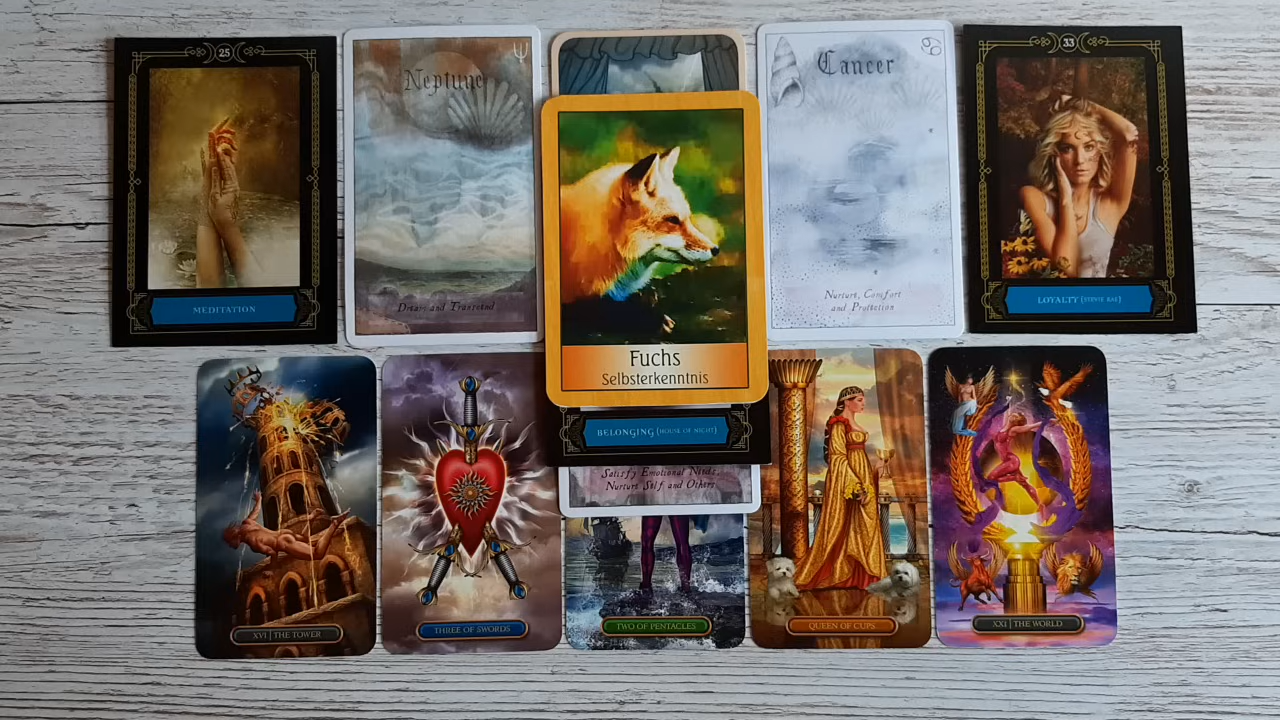 25
MEDITATION
Neptune
Dream and Transcend
Fuchs
Selbsterkenntnis
BELONGING (HOUSE OF NIGHT)
Satisfy Emotional Needs,
Nurture Self and Others
Cancer
Nurture, Comfort
and Protection
33
LOYALTY (STEVIE RAE)
XVI | THE TOWER
THREE OF SWORDS
TWO OF PENTACLES
QUEEN OF CUPS
XXI | THE WORLD